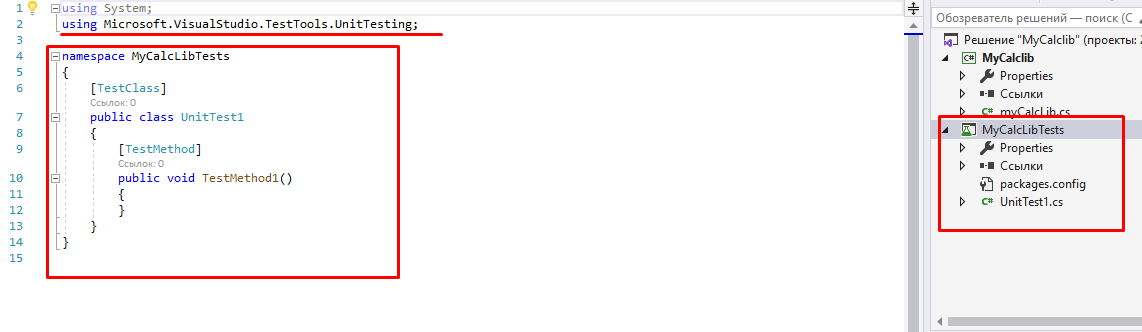 1 using System;
2 using Microsoft.VisualStudio.TestTools.UnitTesting;
3
4 namespace MyCalcLibTests
5 {
6 [TestClass]
Ссылок: 0
7 public class UnitTest1
8 {
9 [TestMethod]
Ссылок: 0
10 public void TestMethod1()
11 {
12 }
13 }
14 }
15
Обозреватель решений — поиск (C
Решение "MyCalclib" (проекты: 2
C# MyCalclib
Properties
Ссылки
C# myCalcLib.cs
MyCalcLibTests
Properties
Ссылки
packages.config
C# UnitTest1.cs